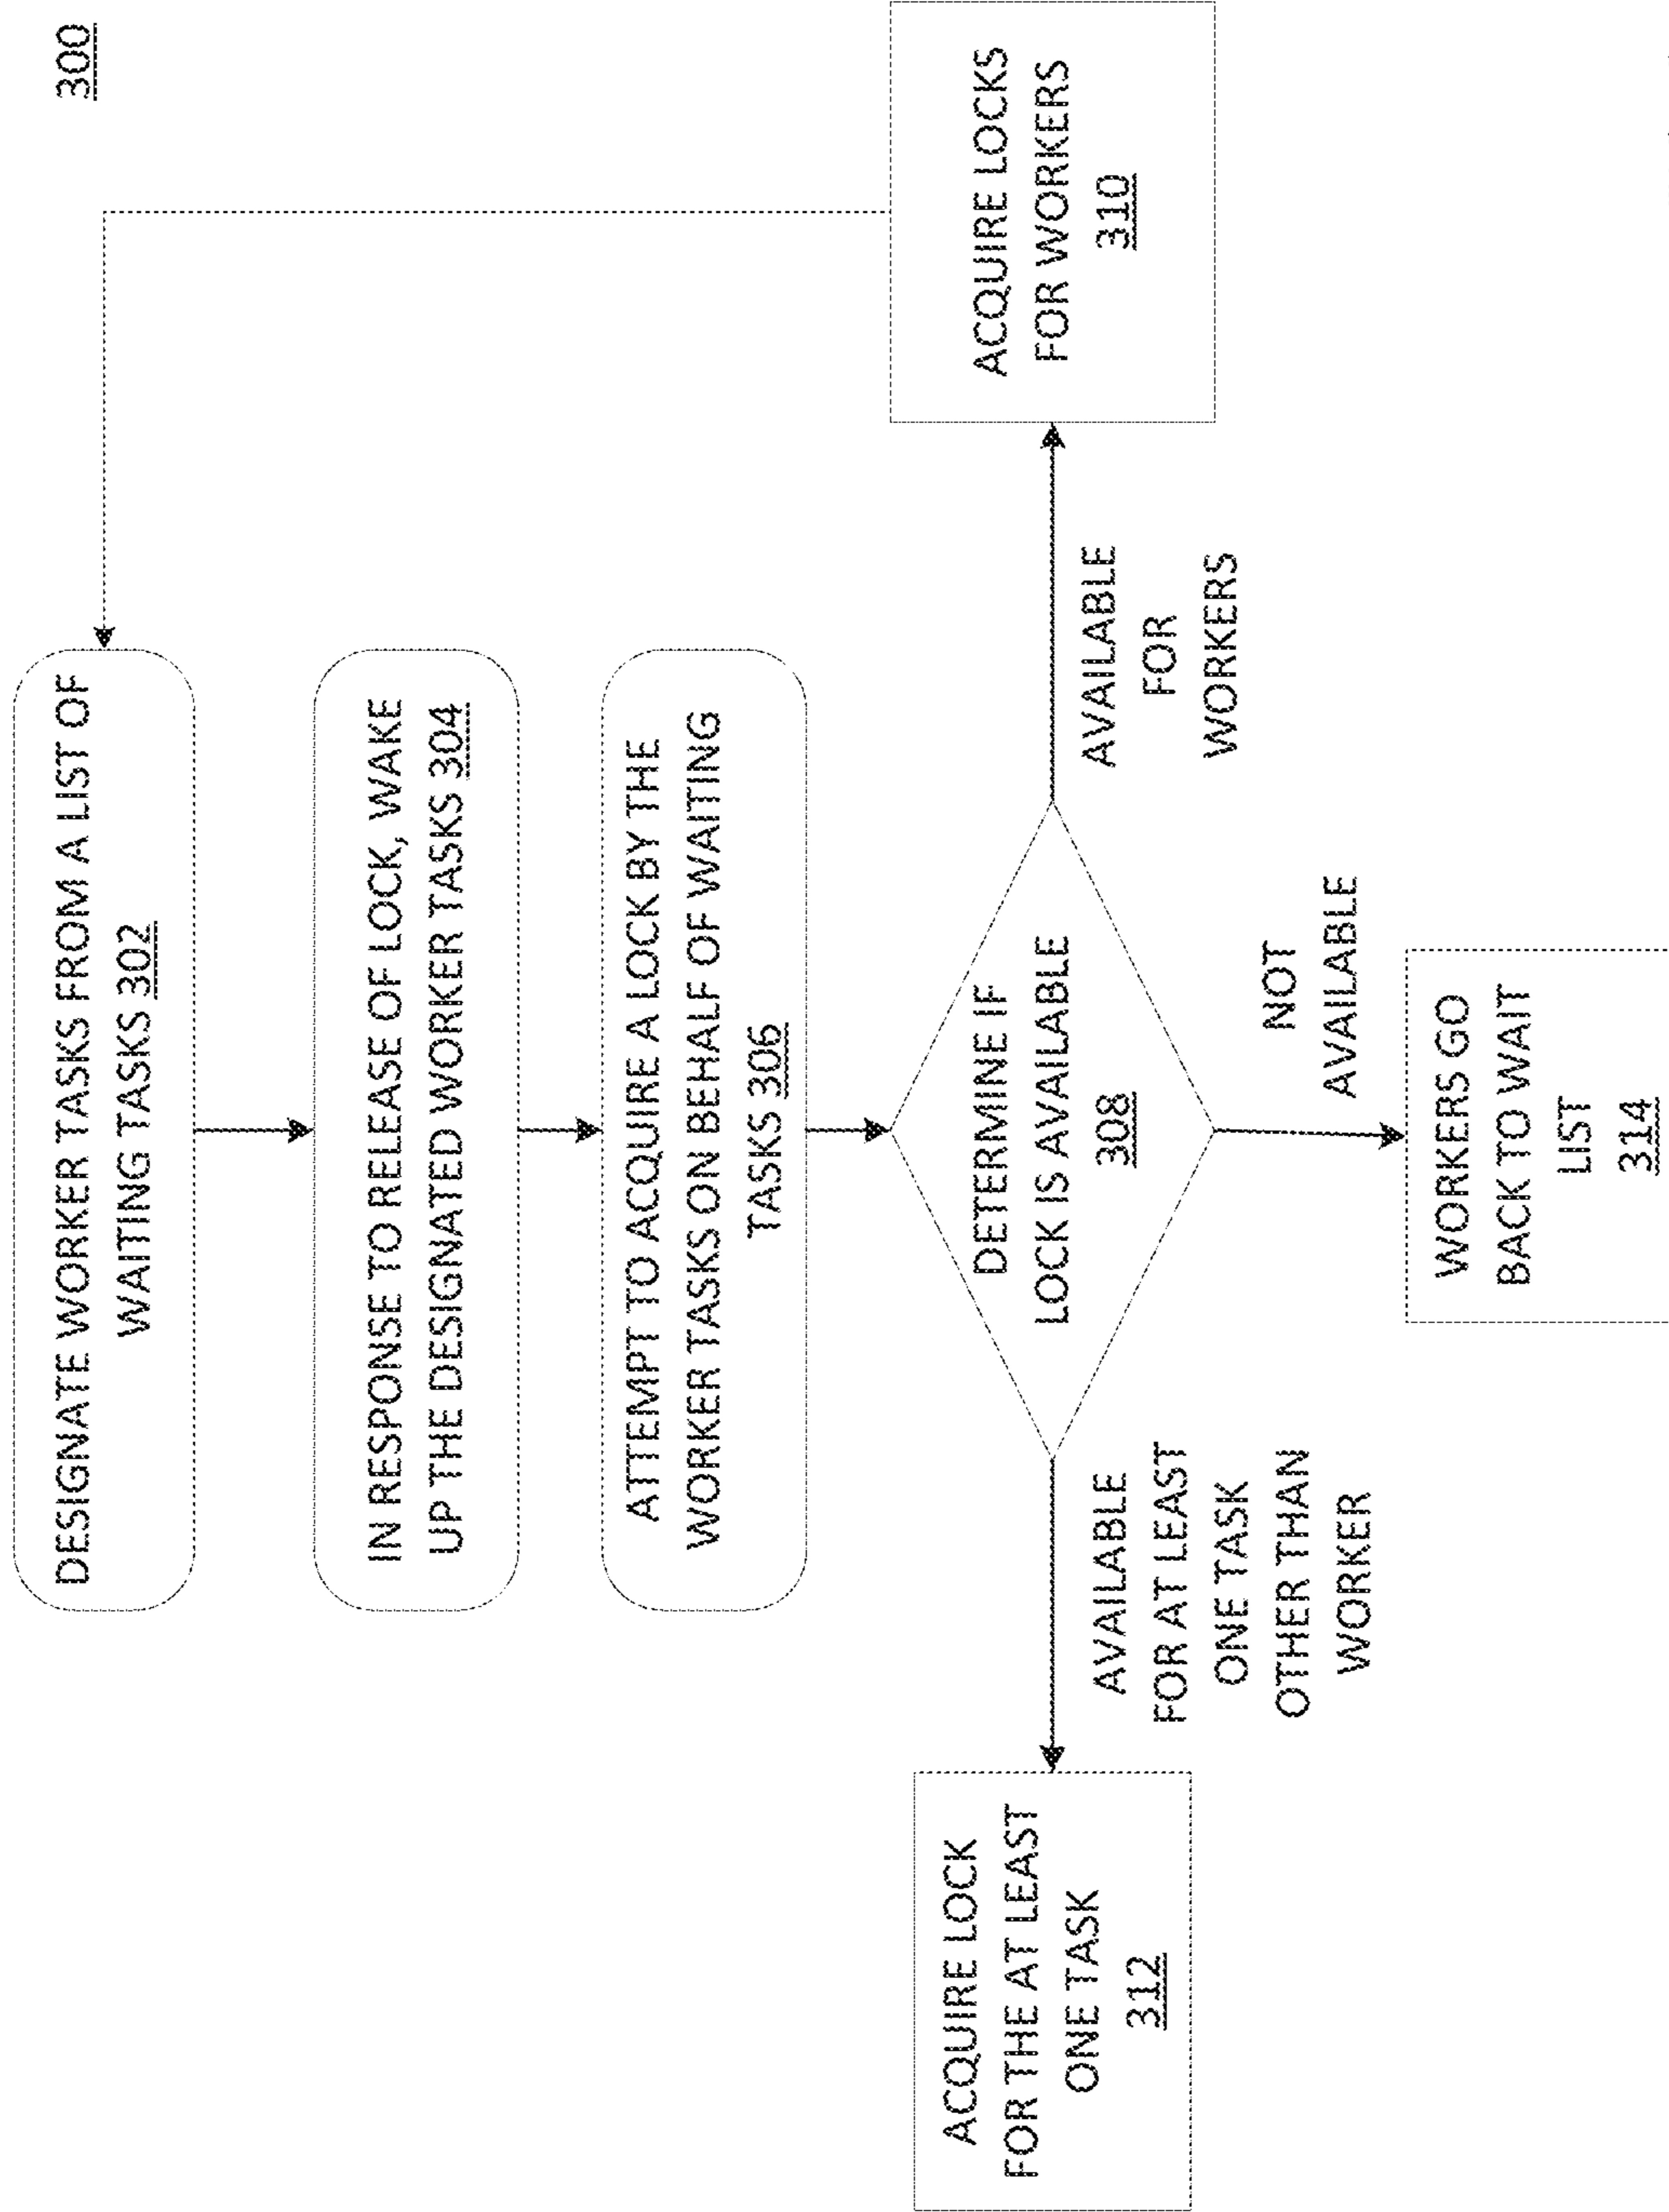 300
DESIGNATE WORKER TASKS FROM A LIST OF
WAITING TASKS 302
IN RESPONSE TO RELEASE OF LOCK, WAKE
UP THE DESIGNATED WORKER TASKS 304
ATTEMPT TO ACQUIRE A LOCK BY THE
WORKER TASKS ON BEHALF OF WAITING
TASKS 306
DETERMINE IF
LOCK IS AVAILABLE
308
AVAILABLE
FOR AT LEAST
ONE TASK
OTHER THAN
WORKER
ACQUIRE LOCK
FOR THE AT LEAST
ONE TASK
312
NOT
AVAILABLE
WORKERS GO
BACK TO WAIT
LIST
314
AVAILABLE
FOR
WORKERS
ACQUIRE LOCKS
FOR WORKERS
310